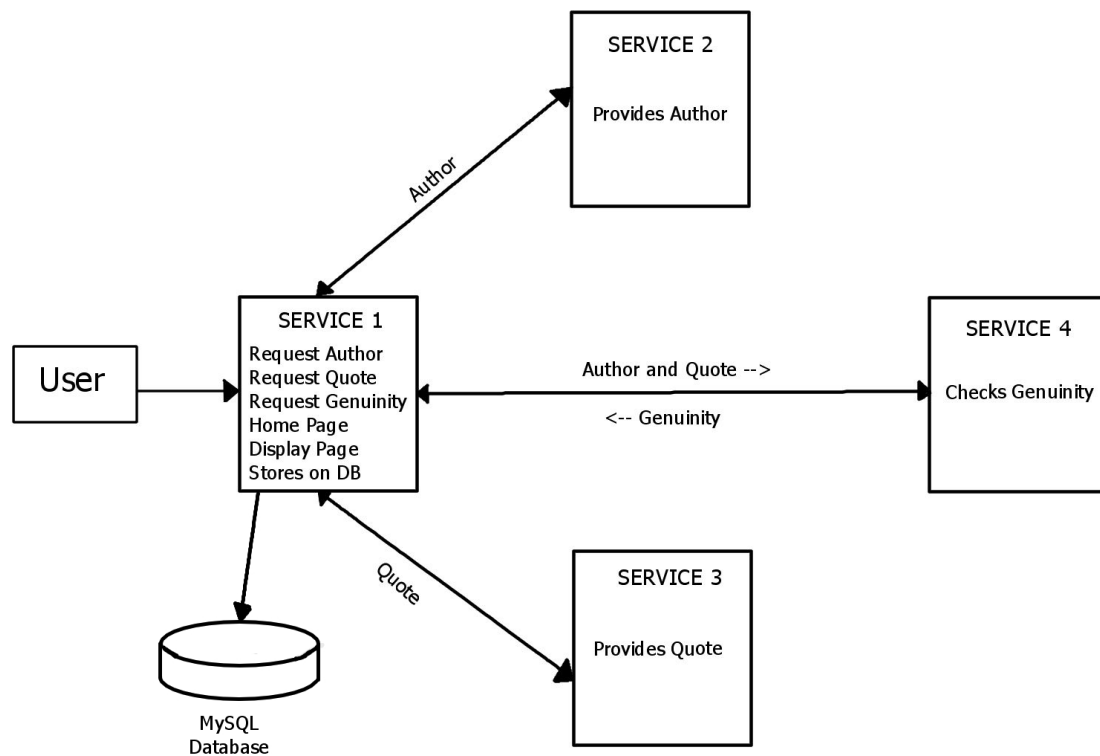 SERVICE 2
Provides Author
Author
SERVICE 1
Request Author
Request Quote
Request Genuinity
Home Page
Display Page
Stores on DB
User
Author and Quote -->
<-- Genuinity
SERVICE 4
Checks Genuinity
Quote
SERVICE 3
Provides Quote
MySQL
Database